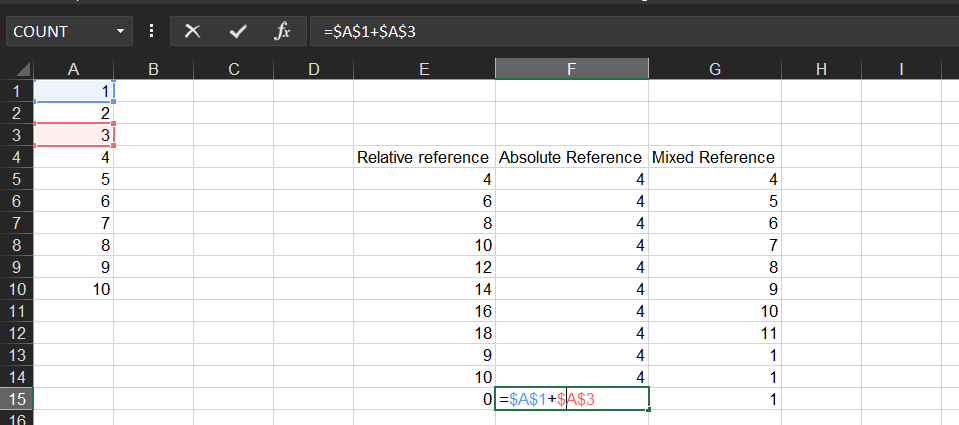 COUNT =$A$1+$A$3
A B C D E F G H I
1 1
2 2
3 3
4 4 Relative reference Absolute Reference Mixed Reference
5 5 4 4 4
6 6 6 4 5
7 7 8 4 6
8 8 10 4 7
9 9 12 4 8
10 10 14 4 9
11 16 4 10
12 18 4 11
13 9 4 1
14 10 4 1
15 0 =$A$1+$A$3 1
16